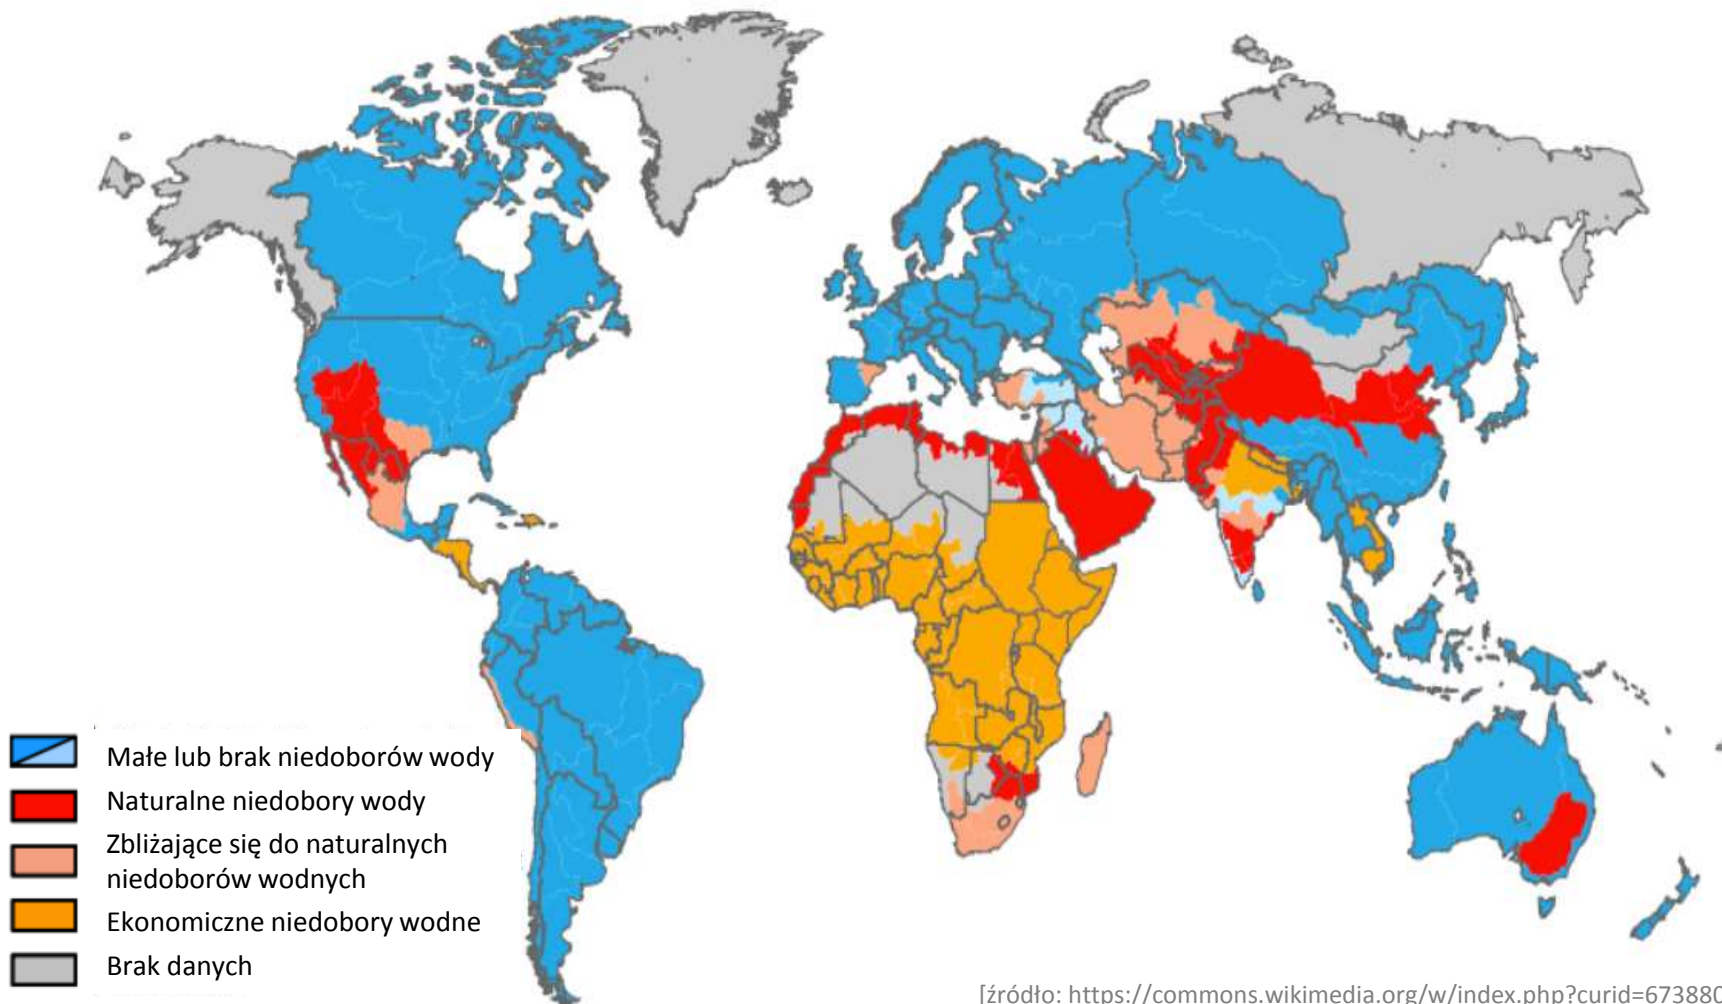 Małe lub brak niedoborów wody
Naturalne niedobory wody
Zbliżające się do naturalnych
niedoborów wodnych
Ekonomiczne niedobory wodne
Brak danych
[źródło: https://commons.wikimedia.org/w/index.php?curid=673880